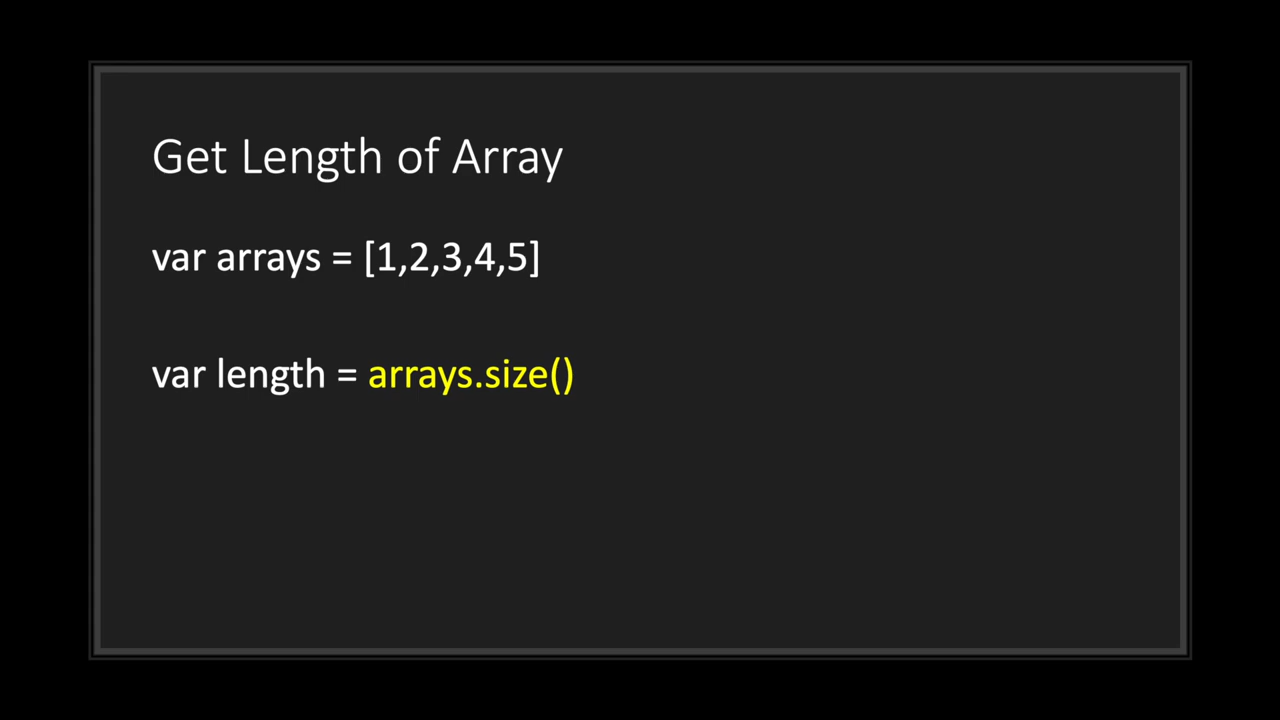 Get Length of Array
var arrays = [1,2,3,4,5]
var length = arrays.size()